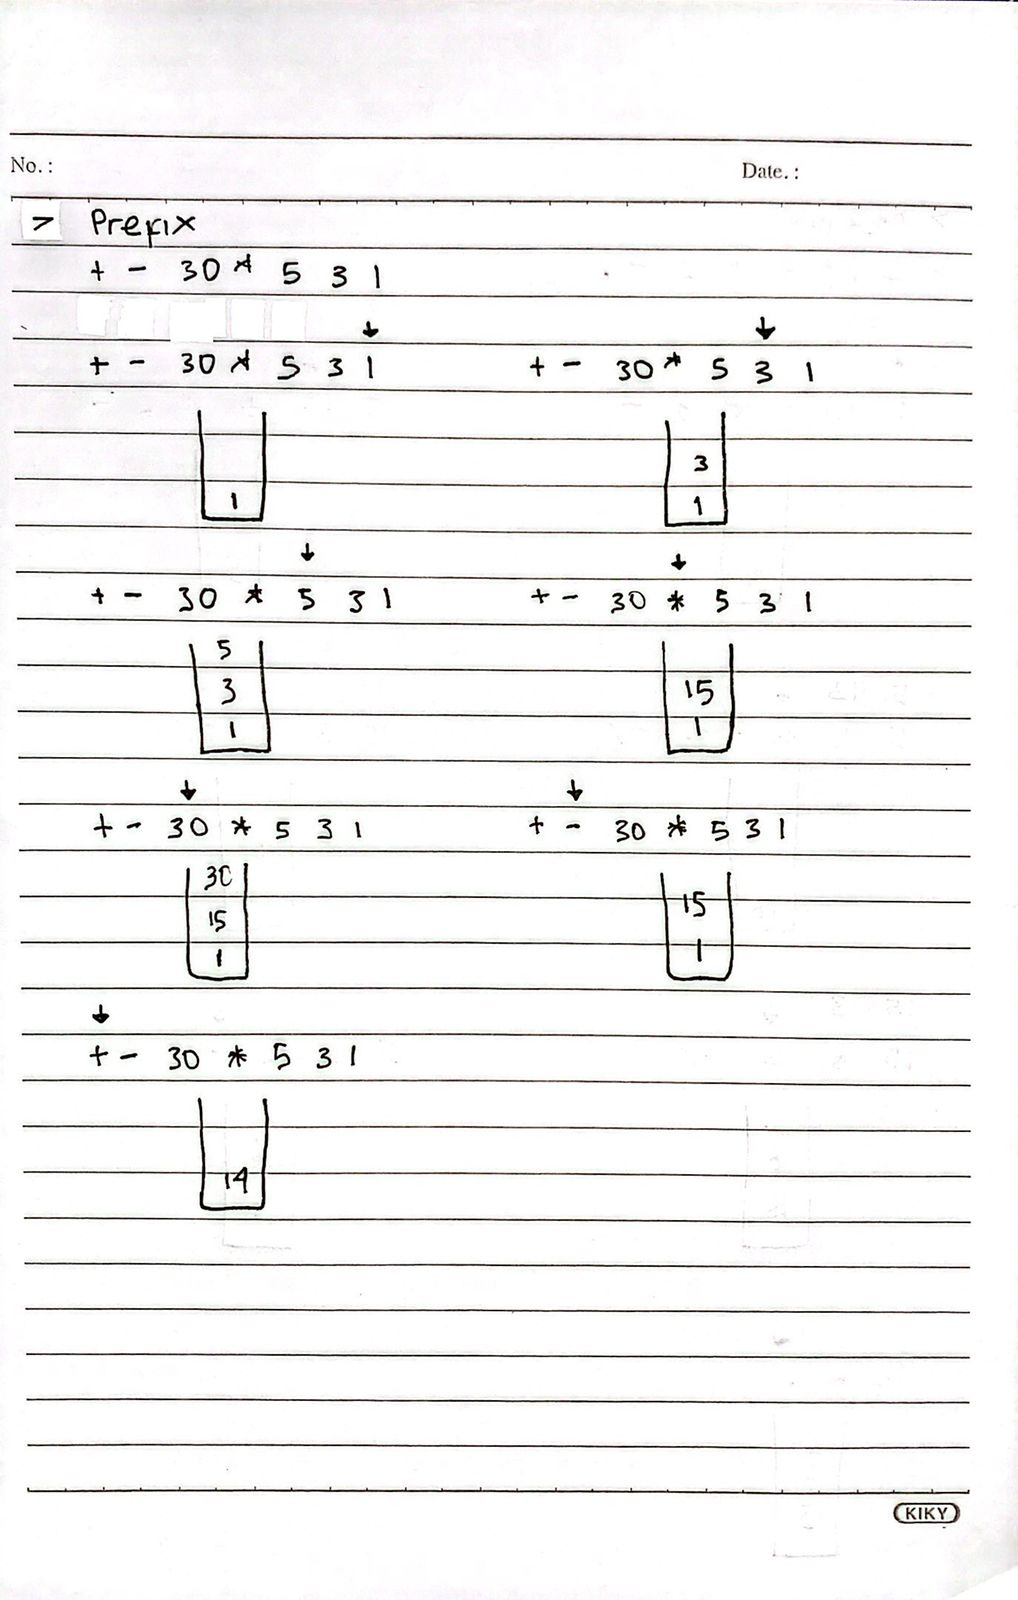 No. :
Date. :
> Prefix
+ - 30 * 5 3 1
↓ ↓
+ - 30 * 5 3 1 + - 30 * 5 3 1
3
1 1
↓ ↓
+ - 30 * 5 3 1 + - 30 * 5 3 1
5
3 15
1 1
↓ ↓
+ - 30 * 5 3 1 + - 30 * 5 3 1
30
15 15
1 1
↓
+ - 30 * 5 3 1
14
KIKY